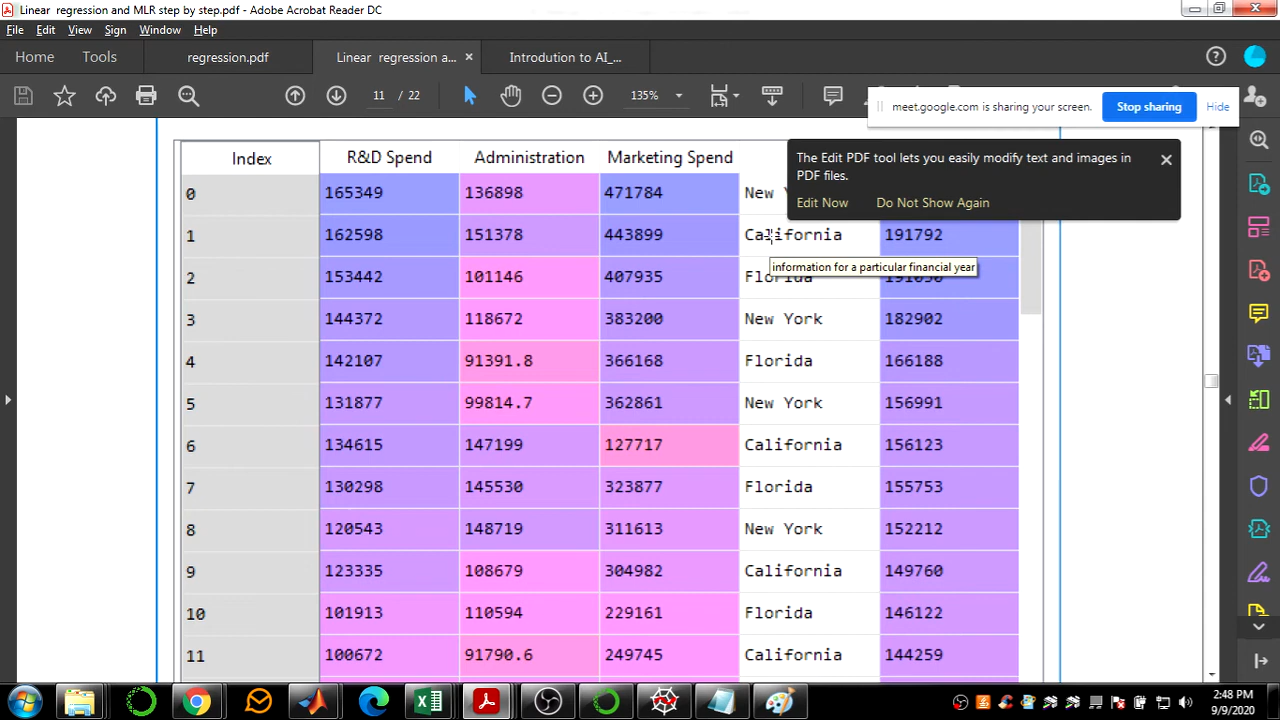 Linear regression and MLR step by step.pdf - Adobe Acrobat Reader DC
File Edit View Sign Window Help
Home Tools regression.pdf Linear regression a... × Introdution to AI_...
11 / 22 135%
meet.google.com is sharing your screen. Stop sharing Hide
The Edit PDF tool lets you easily modify text and images in
PDF files.
Edit Now Do Not Show Again
Index R&D Spend Administration Marketing Spend
0 165349 136898 471784 New
1 162598 151378 443899 California 191792
information for a particular financial year
2 153442 101146 407935 Florida
3 144372 118672 383200 New York 182902
4 142107 91391.8 366168 Florida 166188
5 131877 99814.7 362861 New York 156991
6 134615 147199 127717 California 156123
7 130298 145530 323877 Florida 155753
8 120543 148719 311613 New York 152212
9 123335 108679 304982 California 149760
10 101913 110594 229161 Florida 146122
11 100672 91790.6 249745 California 144259
2:48 PM
9/9/2020